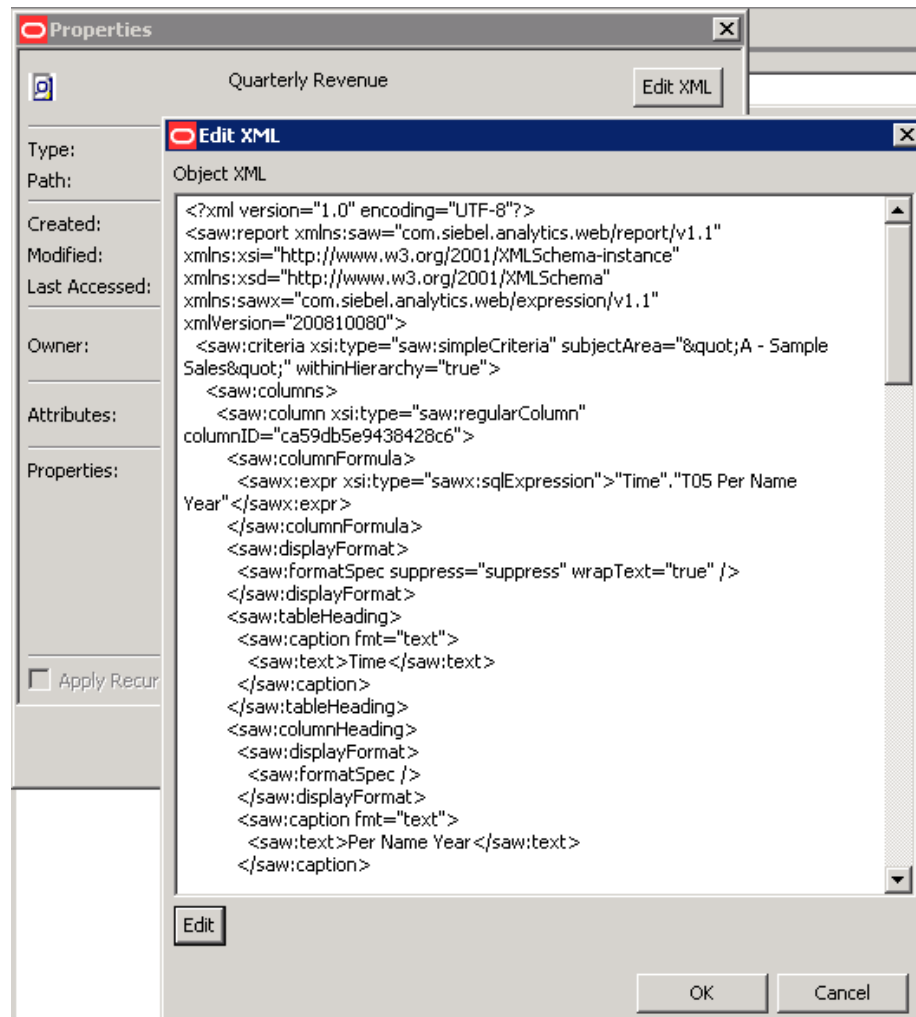 Properties
Quarterly Revenue
Edit XML
Type:
Path:
Created:
Modified:
Last Accessed:
Owner:
Attributes:
Properties:
Apply Recur
Edit XML
Object XML
<?xml version="1.0" encoding="UTF-8"?>
<saw:report xmlns:saw="com.siebel.analytics.web/report/v1.1"
xmlns:xsi="http://www.w3.org/2001/XMLSchema-instance"
xmlns:xsd="http://www.w3.org/2001/XMLSchema"
xmlns:sawx="com.siebel.analytics.web/expression/v1.1"
xmlVersion="200810080">
<saw:criteria xsi:type="saw:simpleCriteria" subjectArea="&quot;A - Sample
Sales&quot;" withinHierarchy="true">
<saw:columns>
<saw:column xsi:type="saw:regularColumn"
columnID="ca59db5e9438428c6">
<saw:columnFormula>
<sawx:expr xsi:type="sawx:sqlExpression">"Time"."T05 Per Name
Year"</sawx:expr>
</saw:columnFormula>
<saw:displayFormat>
<saw:formatSpec suppress="suppress" wrapText="true" />
</saw:displayFormat>
<saw:tableHeading>
<saw:caption fmt="text">
<saw:text>Time</saw:text>
</saw:caption>
</saw:tableHeading>
<saw:columnHeading>
<saw:displayFormat>
<saw:formatSpec />
</saw:displayFormat>
<saw:caption fmt="text">
<saw:text>Per Name Year</saw:text>
</saw:caption>
Edit
OK
Cancel